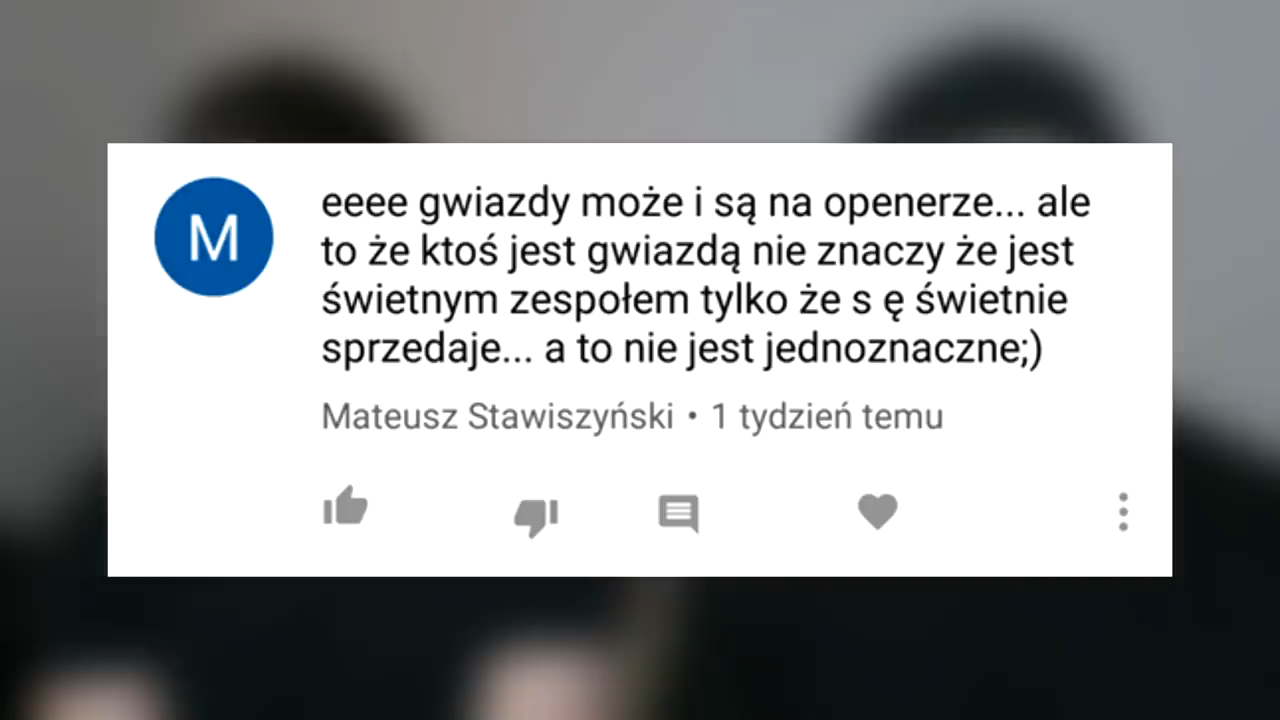 M
eeee gwiazdy może i są na openerze... ale
to że ktoś jest gwiazdą nie znaczy że jest
świetnym zespołem tylko że s ę świetnie
sprzedaje... a to nie jest jednoznaczne;)
Mateusz Stawiszyński • 1 tydzień temu